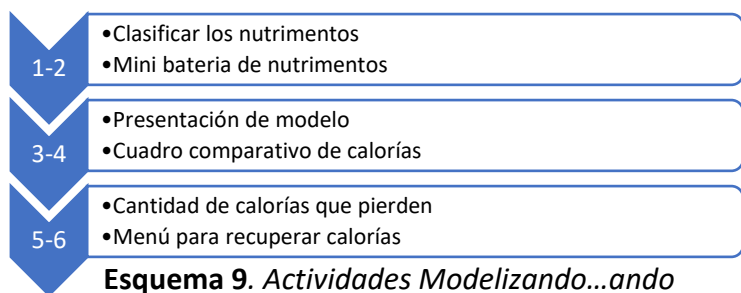 1-2
•Clasificar los nutrimentos
•Mini bateria de nutrimentos
3-4
•Presentación de modelo
•Cuadro comparativo de calorías
5-6
•Cantidad de calorías que pierden
•Menú para recuperar calorías
Esquema 9. Actividades Modelizando...ando